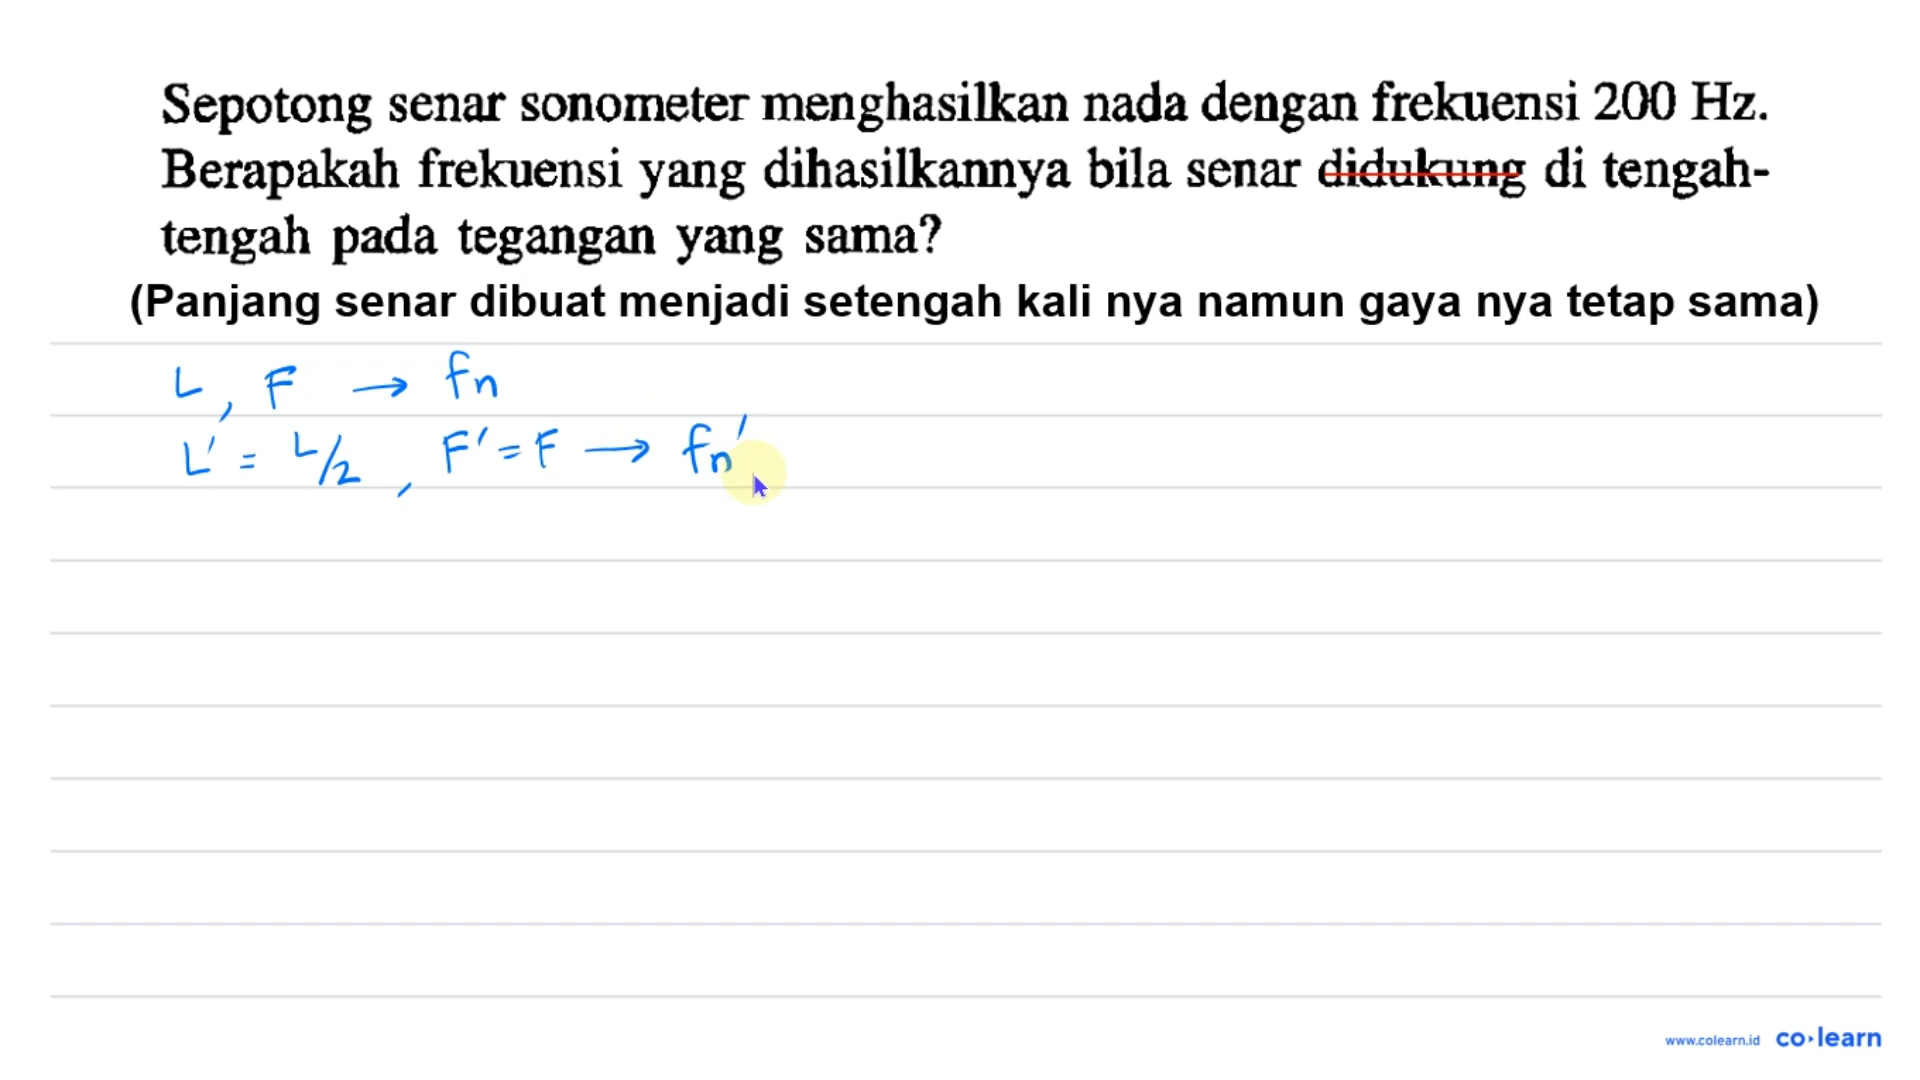 Sepotong senar sonometer menghasilkan nada dengan frekuensi 200 Hz.
Berapakah frekuensi yang dihasilkannya bila senar didukung di tengah-
tengah pada tegangan yang sama?
(Panjang senar dibuat menjadi setengah kali nya namun gaya nya tetap sama)
L, F → fn
L' = L/2, F' = F → fn'
www.colearn.id co·learn